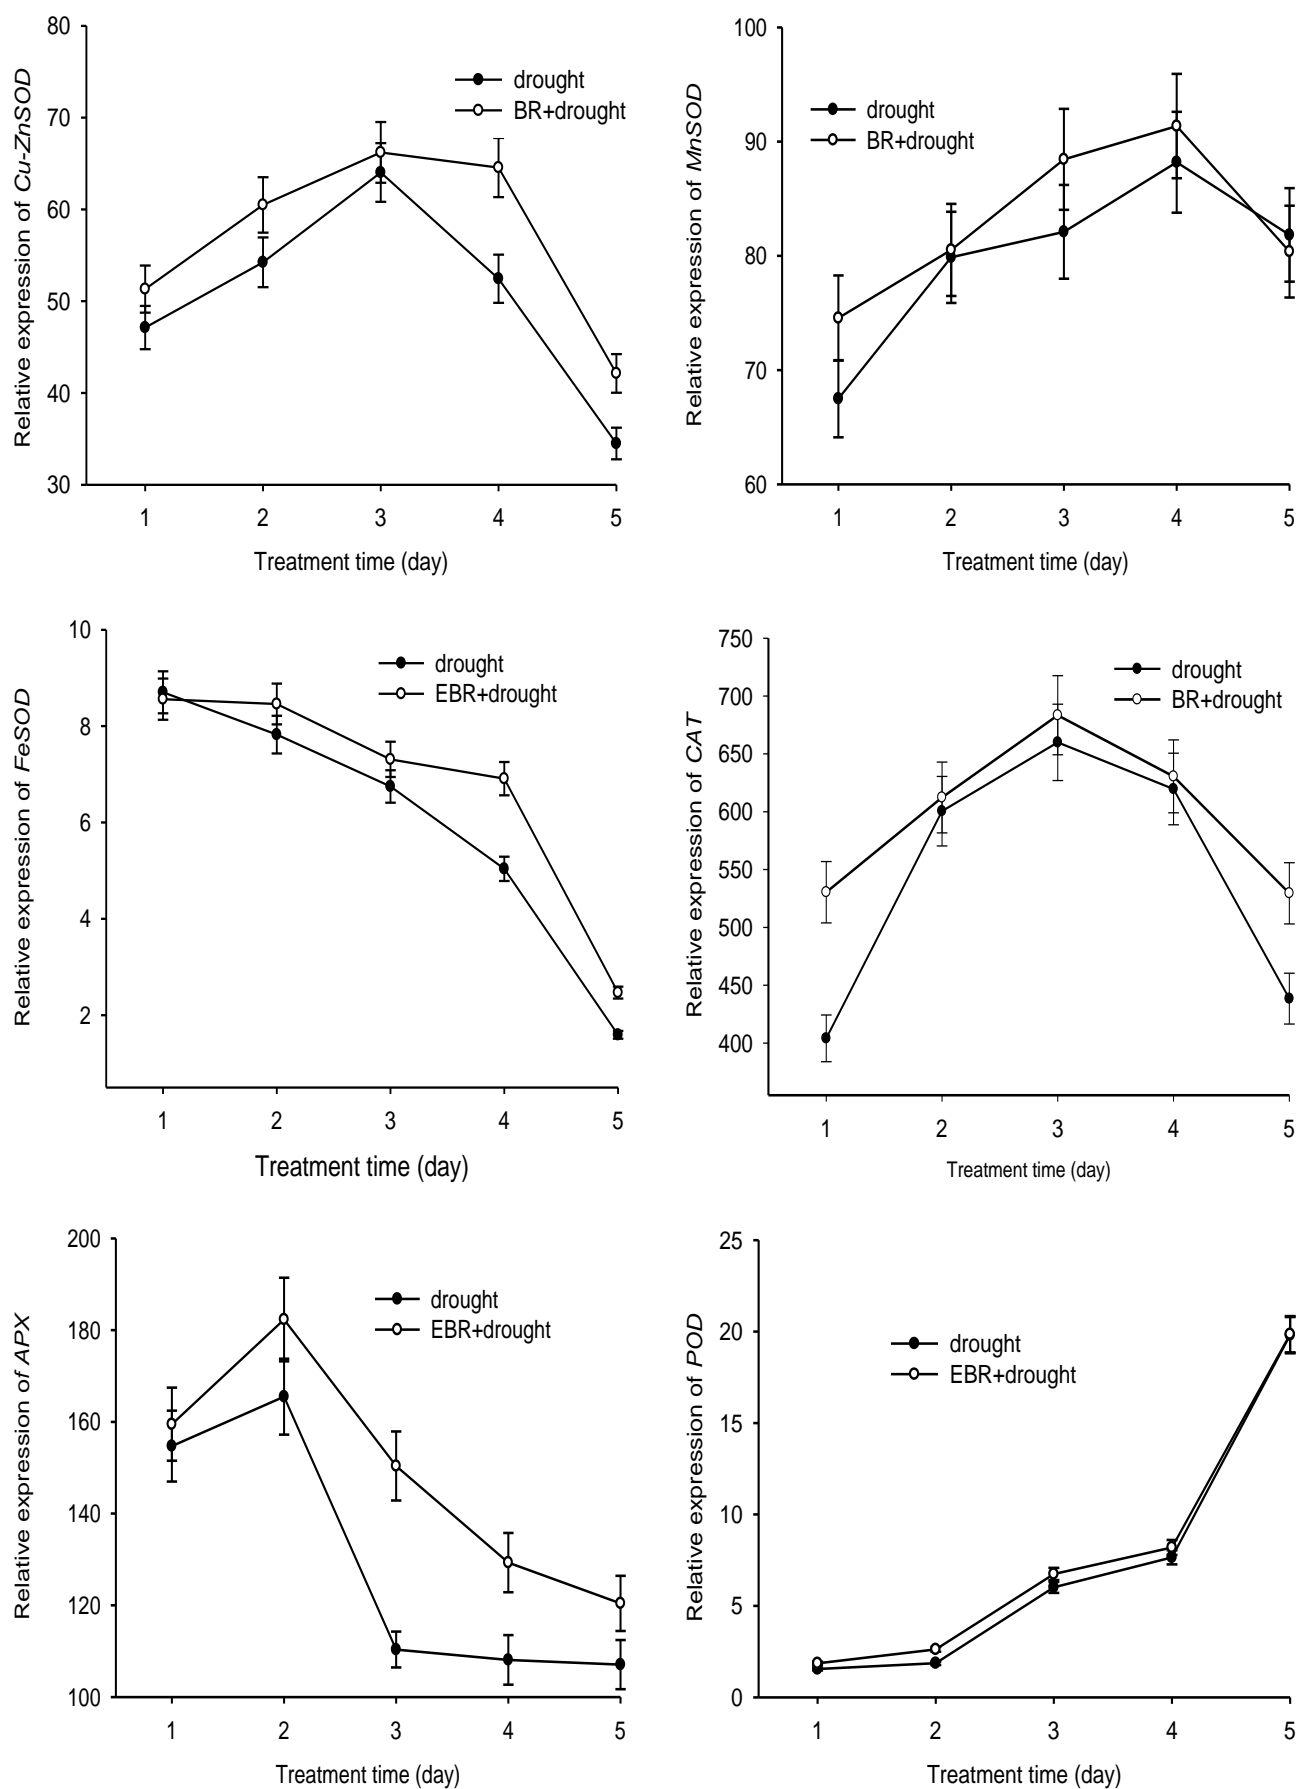 80
70
60
50
40
30
Relative expression of Cu-ZnSOD
drought
BR+drought
1 2 3 4 5
Treatment time (day)
100
90
80
70
60
Relative expression of MnSOD
drought
BR+drought
1 2 3 4 5
Treatment time (day)
10
8
6
4
2
Relative expression of FeSOD
drought
EBR+drought
1 2 3 4 5
Treatment time (day)
750
700
650
600
550
500
450
400
Relative expression of CAT
drought
BR+drought
1 2 3 4 5
Treatment time (day)
200
180
160
140
120
100
Relative expression of APX
drought
EBR+drought
1 2 3 4 5
Treatment time (day)
25
20
15
10
5
0
Relative expression of POD
drought
EBR+drought
1 2 3 4 5
Treatment time (day)